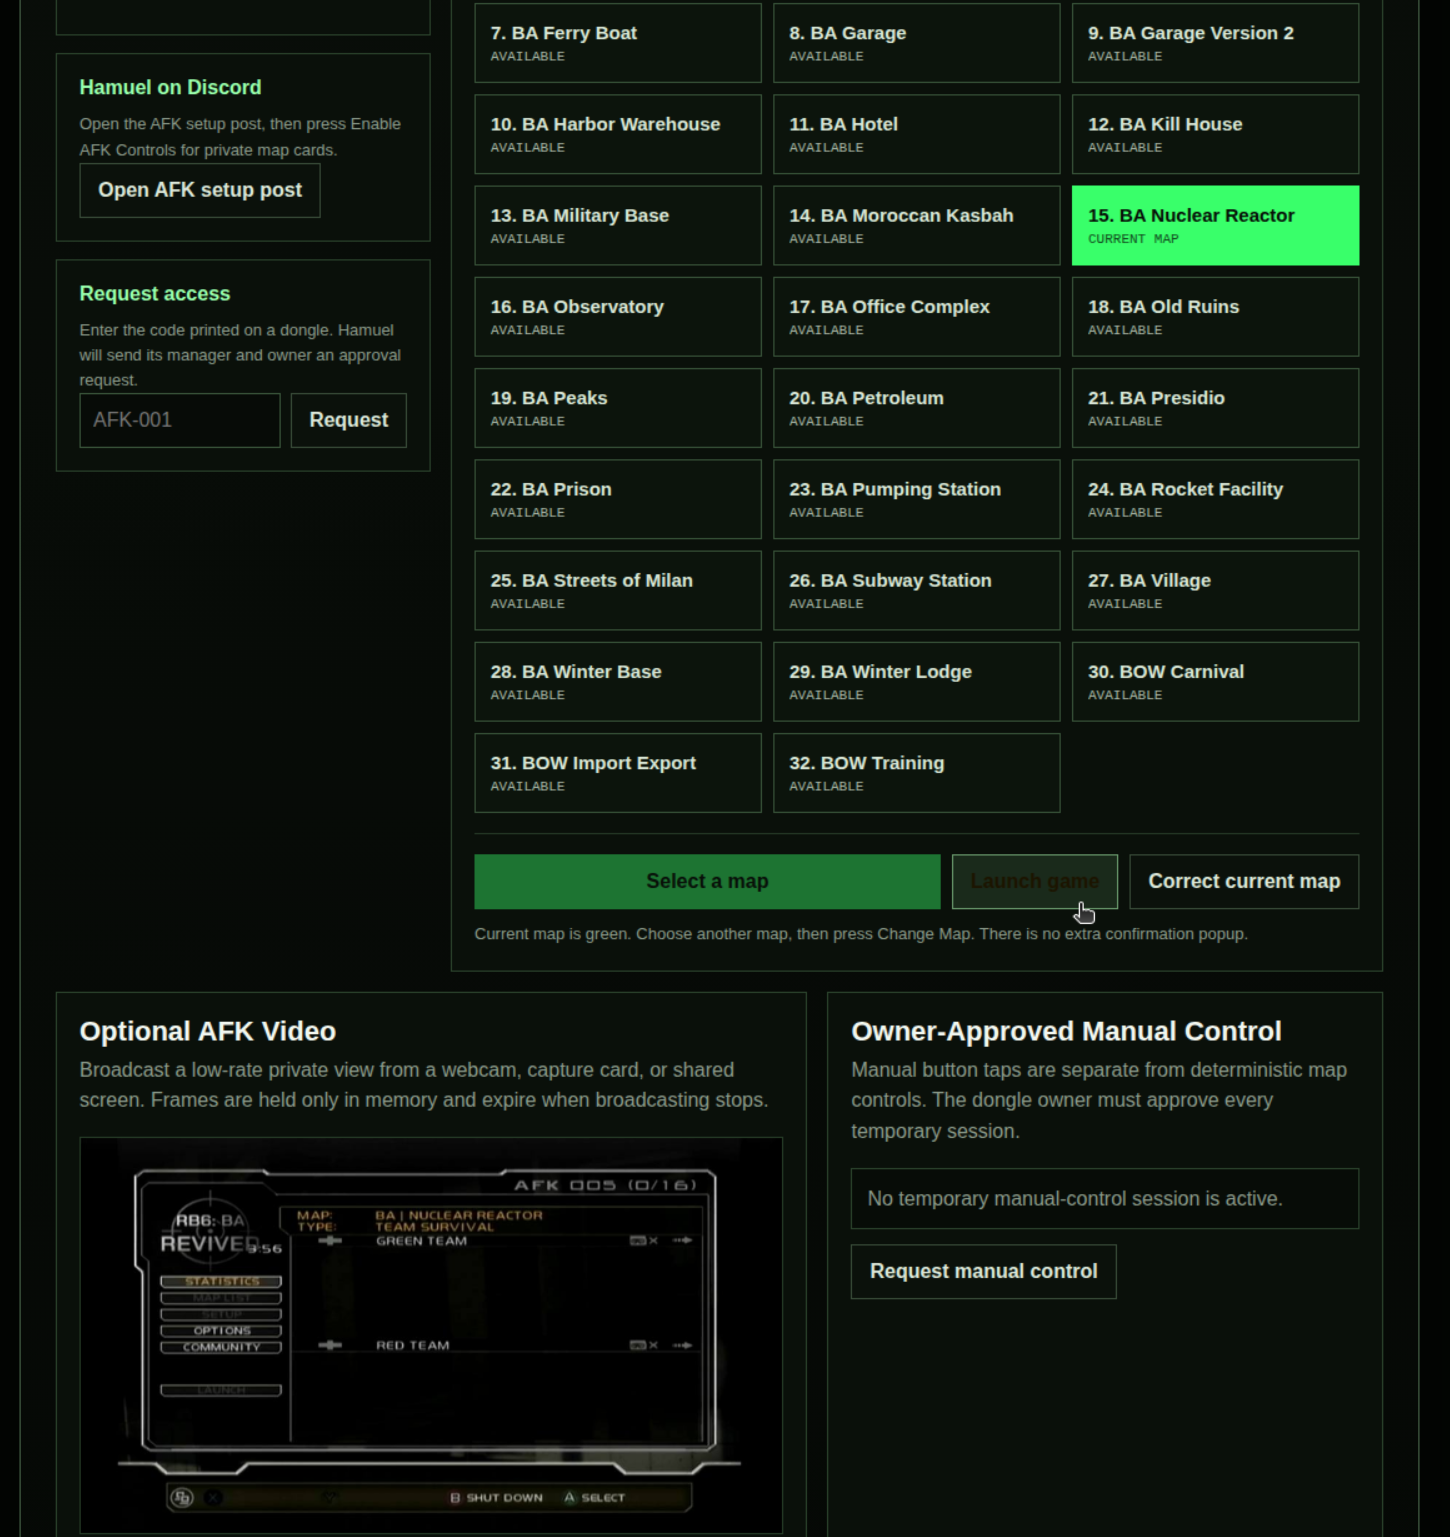 7. BA Ferry Boat
AVAILABLE
8. BA Garage
AVAILABLE
9. BA Garage Version 2
AVAILABLE
Hamuel on Discord
Open the AFK setup post, then press Enable
AFK Controls for private map cards.
Open AFK setup post
10. BA Harbor Warehouse
AVAILABLE
11. BA Hotel
AVAILABLE
12. BA Kill House
AVAILABLE
13. BA Military Base
AVAILABLE
14. BA Moroccan Kasbah
AVAILABLE
15. BA Nuclear Reactor
CURRENT MAP
Request access
Enter the code printed on a dongle. Hamuel
will send its manager and owner an approval
request.
AFK-001
Request
16. BA Observatory
AVAILABLE
17. BA Office Complex
AVAILABLE
18. BA Old Ruins
AVAILABLE
19. BA Peaks
AVAILABLE
20. BA Petroleum
AVAILABLE
21. BA Presidio
AVAILABLE
22. BA Prison
AVAILABLE
23. BA Pumping Station
AVAILABLE
24. BA Rocket Facility
AVAILABLE
25. BA Streets of Milan
AVAILABLE
26. BA Subway Station
AVAILABLE
27. BA Village
AVAILABLE
28. BA Winter Base
AVAILABLE
29. BA Winter Lodge
AVAILABLE
30. BOW Carnival
AVAILABLE
31. BOW Import Export
AVAILABLE
32. BOW Training
AVAILABLE
Select a map
Launch game
Correct current map
Current map is green. Choose another map, then press Change Map. There is no extra confirmation popup.
Optional AFK Video
Broadcast a low-rate private view from a webcam, capture card, or shared
screen. Frames are held only in memory and expire when broadcasting stops.
AFK 005 (0/16)
RB6: BA
REVIVED
3:56
MAP: BA | NUCLEAR REACTOR
TYPE: TEAM SURVIVAL
GREEN TEAM
STATISTICS
MAP LIST
SETUP
OPTIONS
COMMUNITY
RED TEAM
LAUNCH
B SHUT DOWN
A SELECT
Owner-Approved Manual Control
Manual button taps are separate from deterministic map
controls. The dongle owner must approve every
temporary session.
No temporary manual-control session is active.
Request manual control